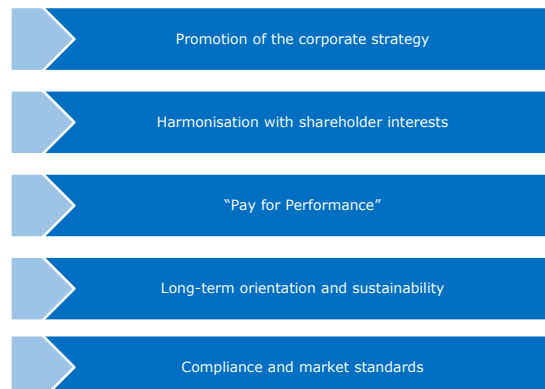 Promotion of the corporate strategy
Harmonisation with shareholder interests
“Pay for Performance”
Long-term orientation and sustainability
Compliance and market standards